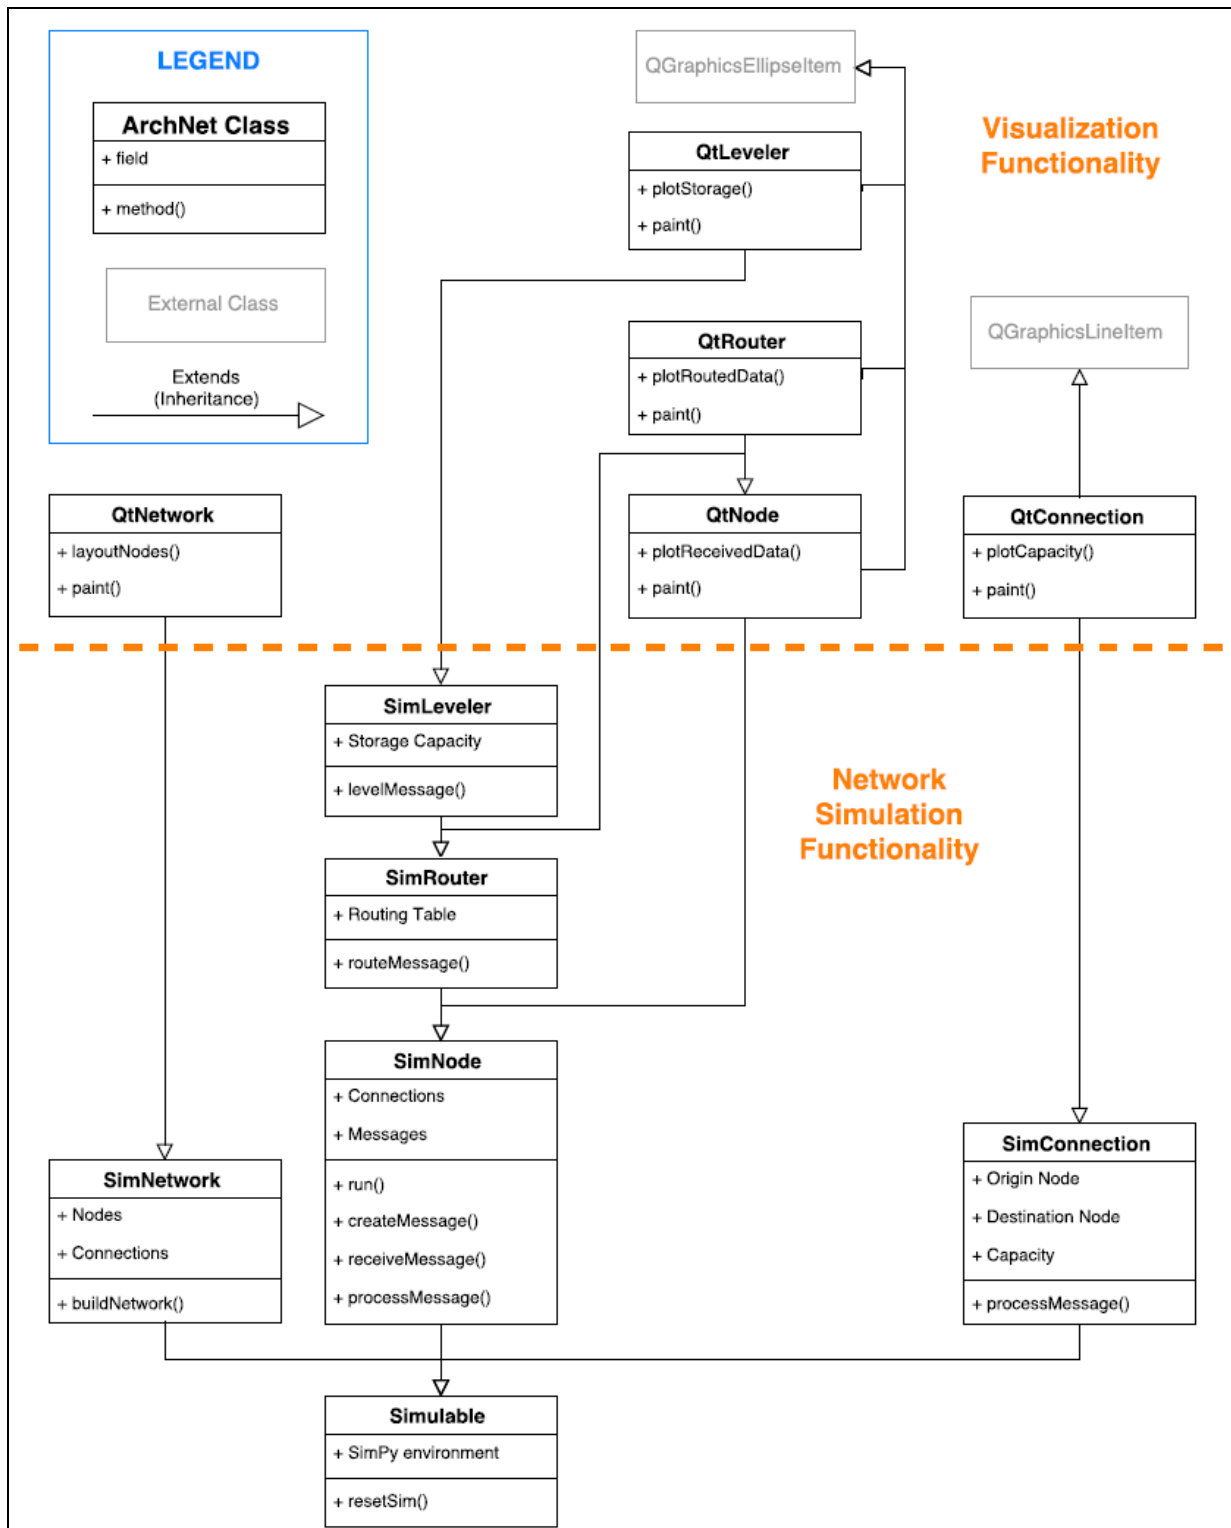 LEGEND
ArchNet Class
+ field
+ method()
External Class
Extends
(Inheritance)
QGraphicsEllipseItem
Visualization
Functionality
QtLeveler
+ plotStorage()
+ paint()
QtRouter
+ plotRoutedData()
+ paint()
QGraphicsLineItem
QtNetwork
+ layoutNodes()
+ paint()
QtNode
+ plotReceivedData()
+ paint()
QtConnection
+ plotCapacity()
+ paint()
SimLeveler
+ Storage Capacity
+ levelMessage()
Network
Simulation
Functionality
SimRouter
+ Routing Table
+ routeMessage()
SimNode
+ Connections
+ Messages
+ run()
+ createMessage()
+ receiveMessage()
+ processMessage()
SimNetwork
+ Nodes
+ Connections
+ buildNetwork()
SimConnection
+ Origin Node
+ Destination Node
+ Capacity
+ processMessage()
Simulable
+ SimPy environment
+ resetSim()